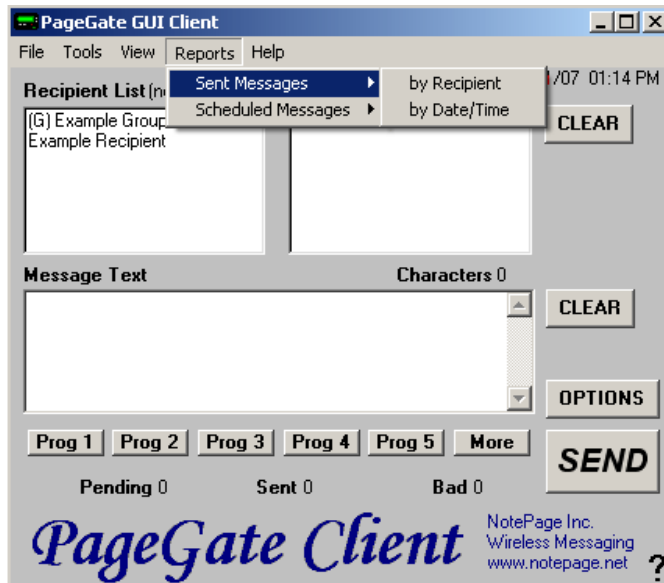 PageGate GUI Client
File Tools View Reports Help
/07 01:14 PM
Recipient List
Sent Messages
Scheduled Messages
by Recipient
by Date/Time
(G) Example Group
Example Recipient
CLEAR
Message Text Characters 0
CLEAR
OPTIONS
Prog 1 Prog 2 Prog 3 Prog 4 Prog 5 More
SEND
Pending 0 Sent 0 Bad 0
PageGate Client
NotePage Inc.
Wireless Messaging
www.notepage.net
?